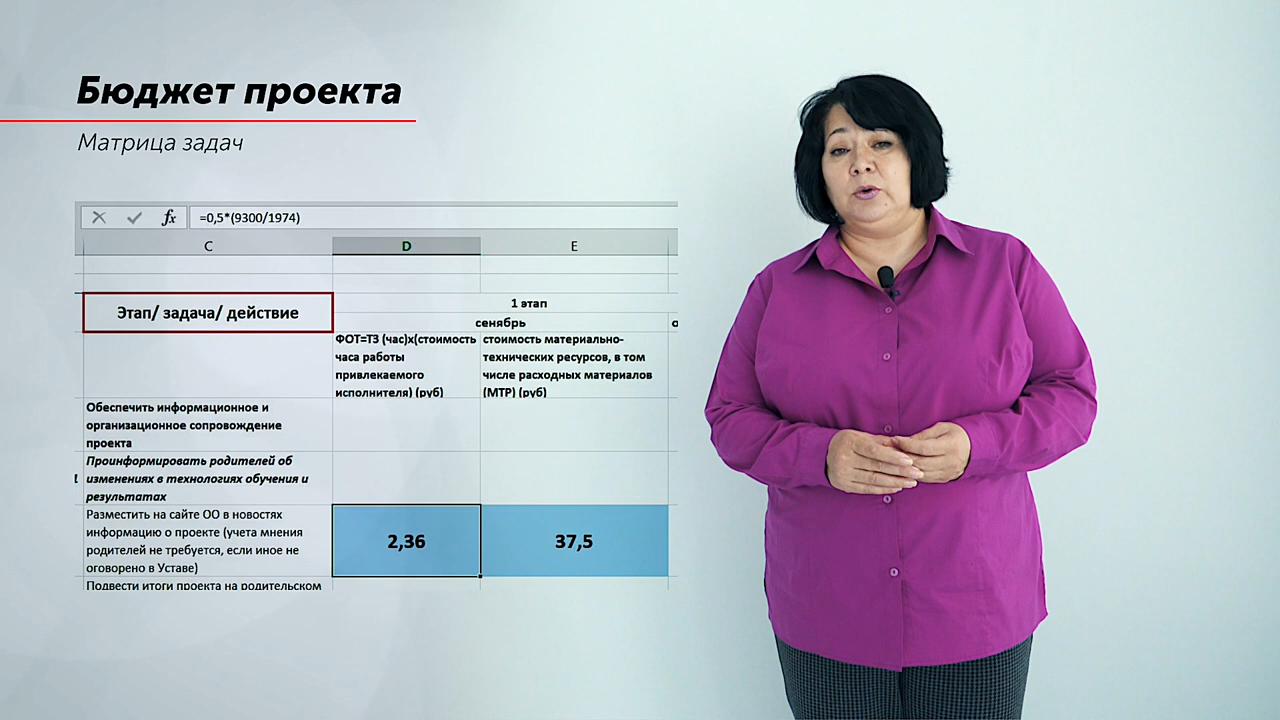 Бюджет проекта
Матрица задач
fx =0,5*(9300/1974)
C D E
Этап/ задача/ действие
1 этап
сенябрь
ФОТ=ТЗ (час)х(стоимость
часа работы
привлекаемого
исполнителя) (руб)
стоимость материально-
технических ресурсов, в том
числе расходных материалов
(МТР) (руб)
Обеспечить информационное и
организационное сопровождение
проекта
Проинформировать родителей об
изменениях в технологиях обучения и
результатах
Разместить на сайте ОО в новостях
информацию о проекте (учета мнения
родителей не требуется, если иное не
оговорено в Уставе)
2,36
37,5
Подвести итоги проекта на родительском